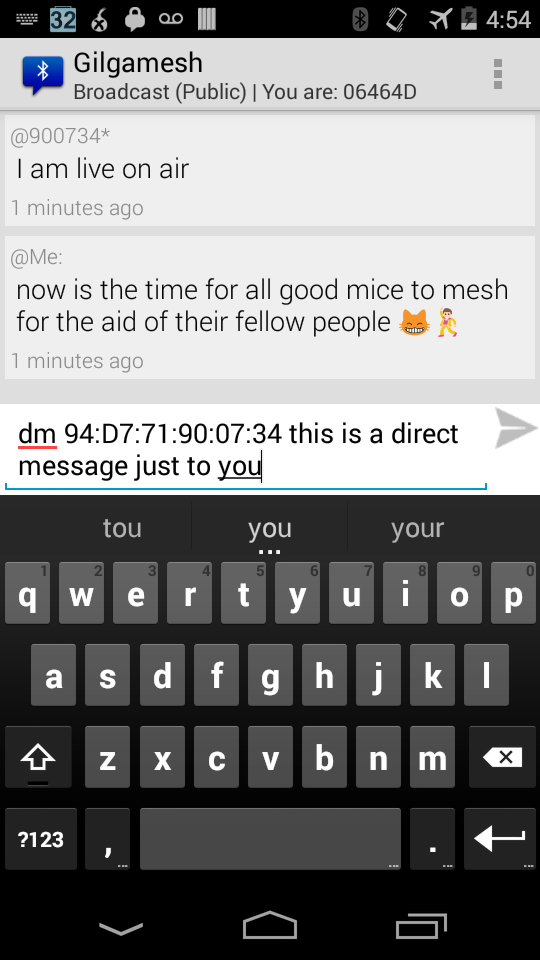 32 4:54
Gilgamesh
Broadcast (Public) | You are: 06464D
@900734*
I am live on air
1 minutes ago
@Me:
now is the time for all good mice to mesh
for the aid of their fellow people 😹💃
1 minutes ago
dm 94:D7:71:90:07:34 this is a direct
message just to you
tou you your
1 2 3 4 5 6 7 8 9 0
q w e r t y u i o p
a s d f g h j k l
z x c v b n m
?123 , .